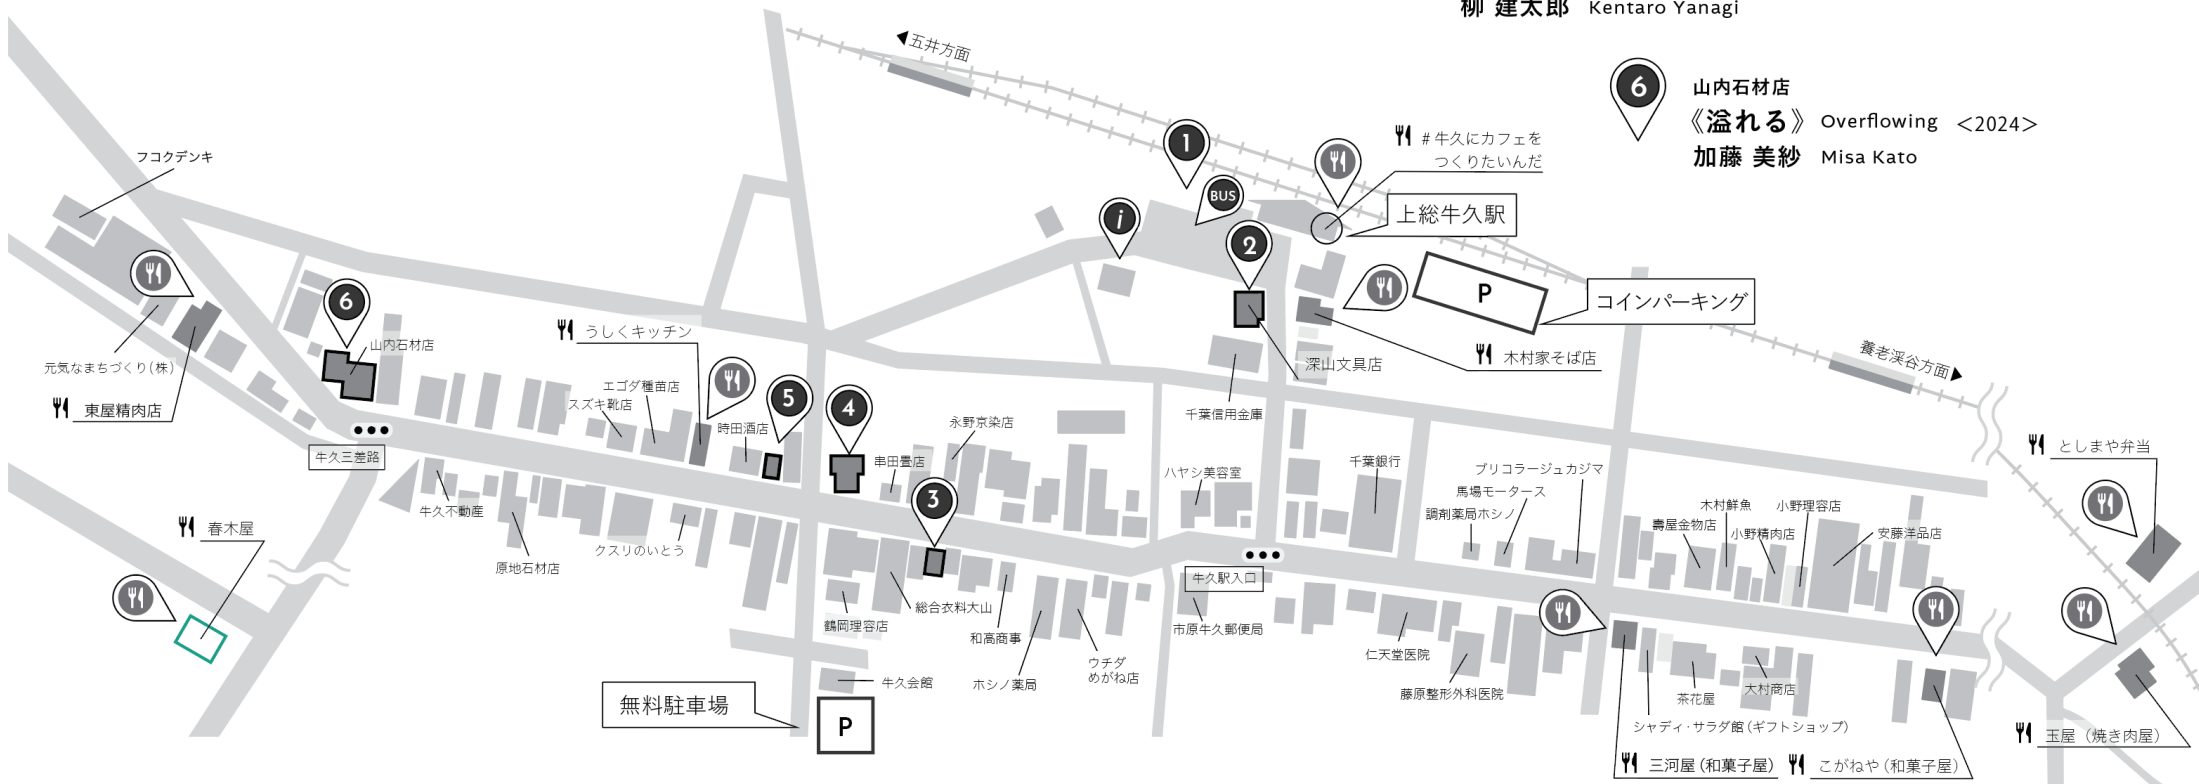 柳 建太郎 Kentaro Yanagi
6
山内石材店
《溢れる》 Overflowing <2024>
加藤 美紗 Misa Kato
五井方面
1
BUS
i
2
#牛久にカフェを
つくりたいんだ
上総牛久駅
P
コインパーキング
養老渓谷方面
木村家そば店
深山文具店
千葉信用金庫
フコクデンキ
元気なまちづくり(株)
東屋精肉店
6
山内石材店
牛久三差路
うしくキッチン
エゴダ種苗店
スズキ靴店
時田酒店
5
4
串田畳店
永野京染店
3
ハヤシ美容室
千葉銀行
ブリコラージュカジマ
馬場モータース
調剤薬局ホシノ
木村鮮魚
小野理容店
壽屋金物店
小野精肉店
安藤洋品店
としまや弁当
春木屋
牛久不動産
原地石材店
クスリのいとう
鶴岡理容店
総合衣料大山
和高商事
ホシノ薬局
ウチダ
めがね店
牛久駅入口
市原牛久郵便局
仁天堂医院
藤原整形外科医院
茶花屋
大村商店
シャディ・サラダ館(ギフトショップ)
三河屋(和菓子屋)
こがねや(和菓子屋)
玉屋(焼き肉屋)
牛久会館
無料駐車場
P